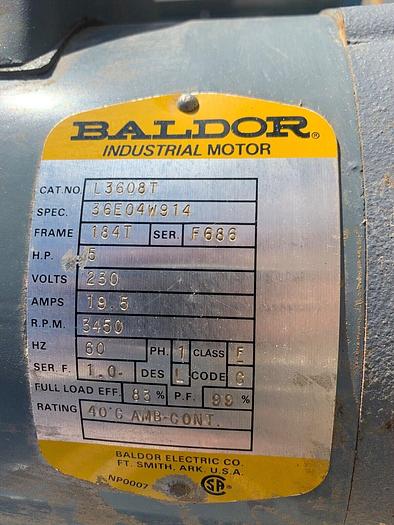 BALDOR®
INDUSTRIAL MOTOR
CAT.NO. L3608T
SPEC. 36E04W914
FRAME 184T SER. F686
H.P. 5
VOLTS 230
AMPS 19.5
R.P.M. 3450
HZ 60 PH. 1 CLASS F
SER. F. 1.0 DES L CODE G
FULL LOAD EFF. 83 % P.F. 99 %
RATING 40°C AMB-CONT.
BALDOR ELECTRIC CO.
FT. SMITH, ARK. U.S.A.
NP0007 SA ®